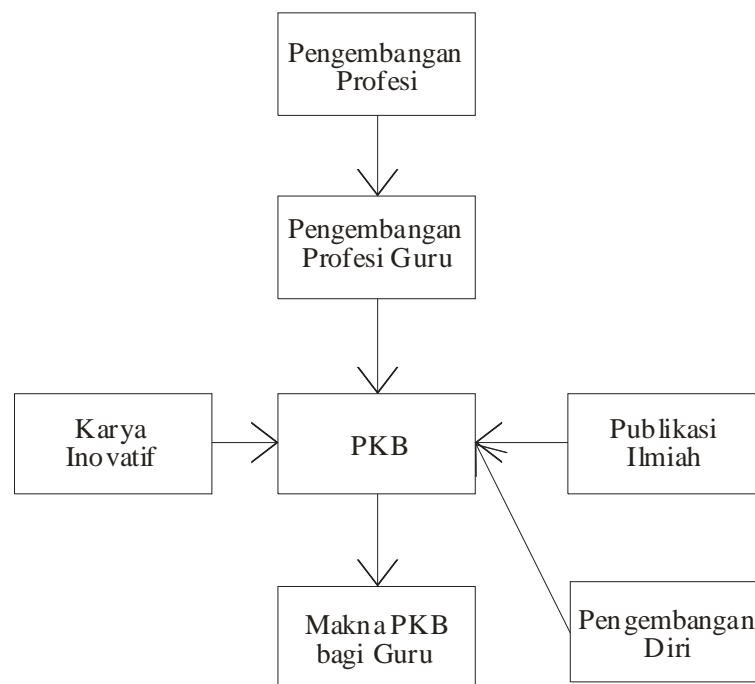 Pengembangan
Profesi
Pengembangan
Profesi Guru
Karya
Inovatif
PKB
Publikasi
Ilmiah
Makna PKB
bagi Guru
Pengembangan
Diri